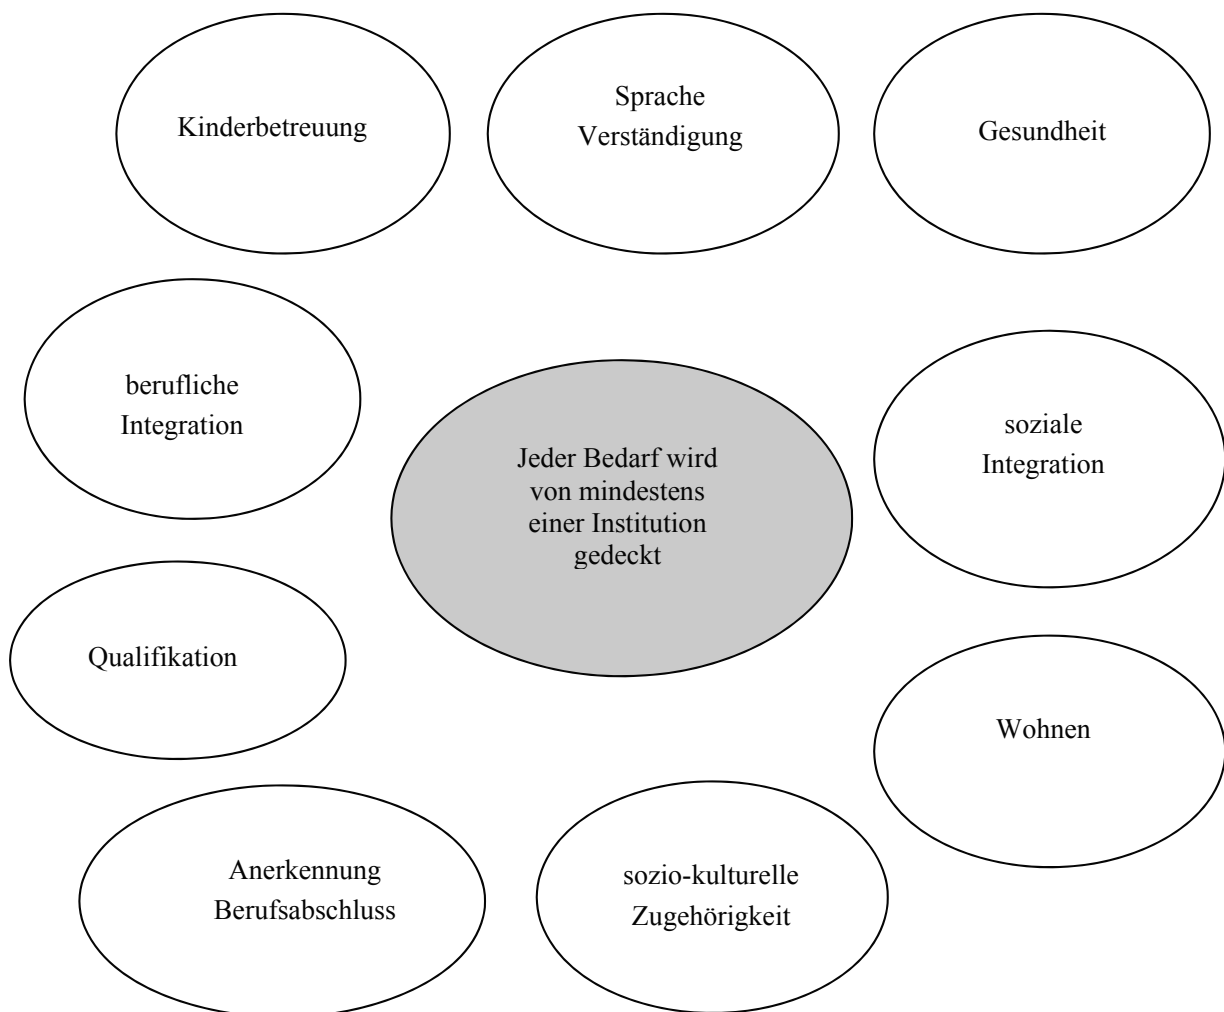 Kinderbetreuung
Sprache
Verständigung
Gesundheit
berufliche
Integration
soziale
Integration
Jeder Bedarf wird
von mindestens
einer Institution
gedeckt
Qualifikation
Wohnen
Anerkennung
Berufsabschluss
sozio-kulturelle
Zugehörigkeit